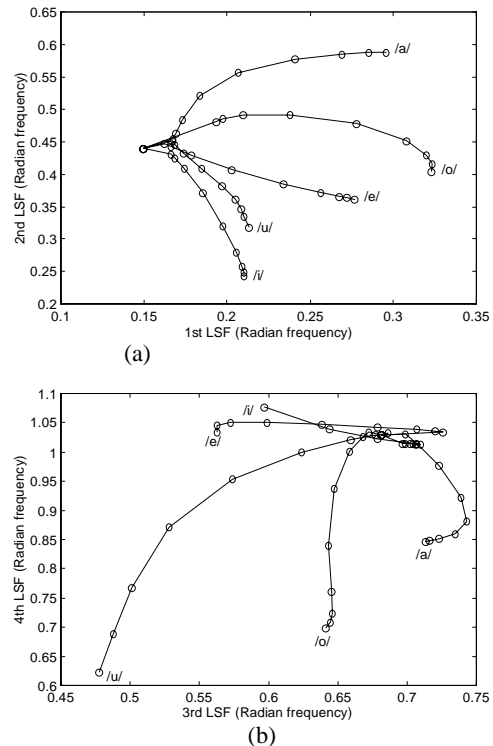 0.65
0.6
0.55
0.5
0.45
0.4
0.35
0.3
0.25
0.2
2nd LSF (Radian frequency)
/a/
/o/
/e/
/u/
/i/
0.1 0.15 0.2 0.25 0.3 0.35
1st LSF (Radian frequency)
(a)
1.1
1.05
1
0.95
0.9
0.85
0.8
0.75
0.7
0.65
0.6
4th LSF (Radian frequency)
/i/
/e/
/a/
/o/
/u/
0.45 0.5 0.55 0.6 0.65 0.7 0.75
3rd LSF (Radian frequency)
(b)